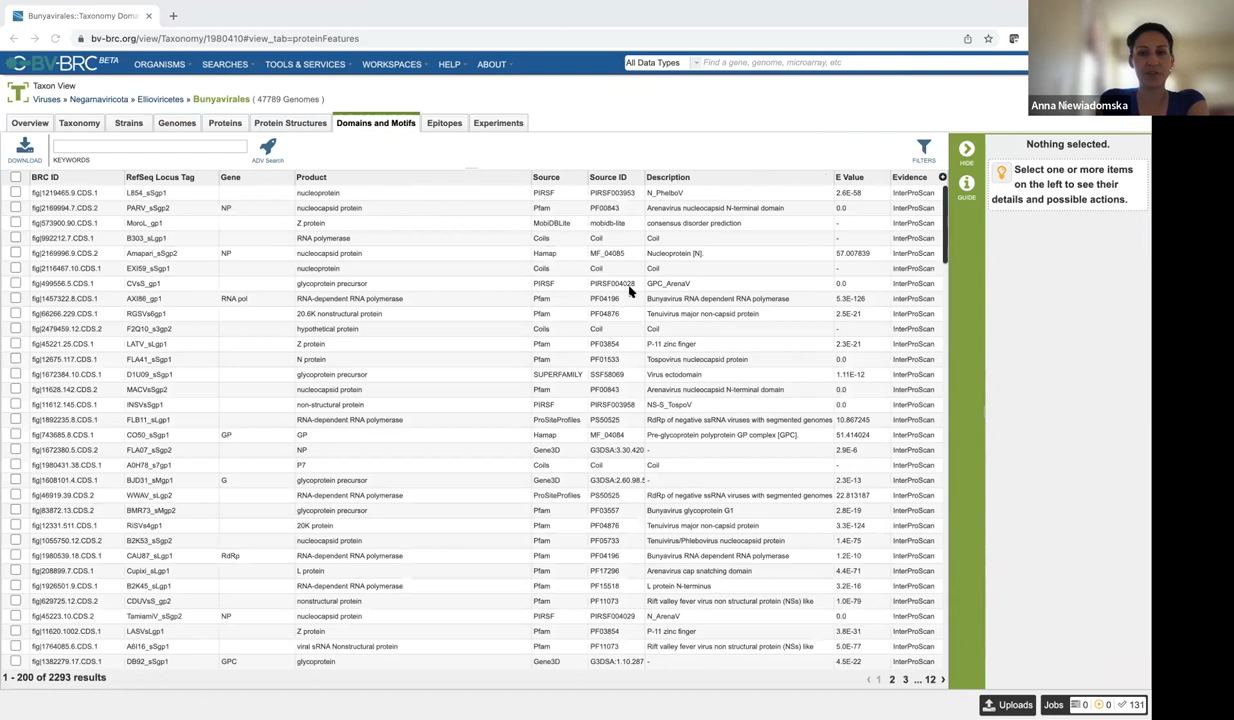 Bunyavirales::Taxonomy Doma
bv-brc.org/view/Taxonomy/1980410#view_tab=proteinFeatures
BV-BRC BETA
ORGANISMS
SEARCHES
TOOLS & SERVICES
WORKSPACES
HELP
ABOUT
All Data Types
Find a gene, genome, microarray, etc
Anna Niewiadomska
Taxon View
Viruses » Negarnaviricota » Ellioviricetes » Bunyavirales ( 47789 Genomes )
Overview Taxonomy Strains Genomes Proteins Protein Structures Domains and Motifs Epitopes Experiments
DOWNLOAD
KEYWORDS
ADV Search
FILTERS
HIDE
GUIDE
Nothing selected.
Select one or more items
on the left to see their
details and possible actions.
BRC ID RefSeq Locus Tag Gene Product Source Source ID Description E Value Evidence
fig|1219465.9.CDS.1 L854_sSgp1 nucleoprotein PIRSF PIRSF003953 N_PhelboV 2.6E-58 InterProScan
fig|2169994.7.CDS.2 PARV_sSgp2 NP nucleocapsid protein Pfam PF00843 Arenavirus nucleocapsid N-terminal domain 0.0 InterProScan
fig|573900.90.CDS.1 MoroL_gp1 Z protein MobiDBLite mobidb-lite consensus disorder prediction - InterProScan
fig|992212.7.CDS.1 B303_sLgp1 RNA polymerase Coils Coil Coil - InterProScan
fig|2169996.9.CDS.2 Amapari_sSgp2 NP nucleocapsid protein Hamap MF_04085 Nucleoprotein [N]. 57.007839 InterProScan
fig|2116467.10.CDS.1 EXI59_sSgp1 nucleoprotein Coils Coil Coil - InterProScan
fig|499556.5.CDS.1 CVsS_gp1 glycoprotein precursor PIRSF PIRSF004028 GPC_ArenaV 0.0 InterProScan
fig|1457322.8.CDS.1 AXI86_gp1 RNA pol RNA-dependent RNA polymerase Pfam PF04196 Bunyavirus RNA dependent RNA polymerase 5.3E-126 InterProScan
fig|66266.229.CDS.1 RGSVs6gp1 20.6K nonstructural protein Pfam PF04876 Tenuivirus major non-capsid protein 2.5E-21 InterProScan
fig|2479459.12.CDS.2 F2Q10_s3gp2 hypothetical protein Coils Coil Coil - InterProScan
fig|45221.25.CDS.1 LATV_sLgp1 Z protein Pfam PF03854 P-11 zinc finger 2.3E-21 InterProScan
fig|12675.117.CDS.1 FLA41_sSgp1 N protein Pfam PF01533 Tospovirus nucleocapsid protein 0.0 InterProScan
fig|1672384.10.CDS.1 D1U09_sSgp1 glycoprotein precursor SUPERFAMILY SSF58069 Virus ectodomain 1.11E-12 InterProScan
fig|11628.142.CDS.2 MACVsSgp2 nucleocapsid protein Pfam PF00843 Arenavirus nucleocapsid N-terminal domain 0.0 InterProScan
fig|11612.145.CDS.1 INSVsSgp1 non-structural protein PIRSF PIRSF003958 NS-S_TospoV 0.0 InterProScan
fig|1892235.8.CDS.1 FLB11_sLgp1 RNA-dependent RNA polymerase ProSiteProfiles PS50525 RdRp of negative ssRNA viruses with segmented genomes 10.867245 InterProScan
fig|743685.8.CDS.1 CO50_sSgp1 GP GP Hamap MF_04084 Pre-glycoprotein polyprotein GP complex [GPC]. 51.414024 InterProScan
fig|1672380.5.CDS.2 FLA07_sSgp2 NP Gene3D G3DSA:3.30.420 - 2.9E-6 InterProScan
fig|1980431.38.CDS.1 A0H78_s7gp1 P7 Coils Coil Coil - InterProScan
fig|1608101.4.CDS.1 BJD31_sMgp1 G glycoprotein precursor Gene3D G3DSA:2.60.98.5 - 2.3E-13 InterProScan
fig|46919.39.CDS.2 WWAV_sLgp2 RNA-dependent RNA polymerase ProSiteProfiles PS50525 RdRp of negative ssRNA viruses with segmented genomes 22.813187 InterProScan
fig|83872.13.CDS.2 BMR73_sMgp2 glycoprotein precursor Pfam PF03557 Bunyavirus glycoprotein G1 2.8E-19 InterProScan
fig|12331.511.CDS.1 RiSVs4gp1 20K protein Pfam PF04876 Tenuivirus major non-capsid protein 3.3E-124 InterProScan
fig|1055750.12.CDS.2 B2K53_sSgp2 nucleocapsid protein Pfam PF05733 Tenuivirus/Phlebovirus nucleocapsid protein 1.4E-75 InterProScan
fig|1980539.18.CDS.1 CAU87_sLgp1 RdRp RNA-dependent RNA polymerase Pfam PF04196 Bunyavirus RNA dependent RNA polymerase 1.2E-10 InterProScan
fig|208899.7.CDS.1 Cupixi_sLgp1 L protein Pfam PF17296 Arenavirus cap snatching domain 4.4E-71 InterProScan
fig|1926501.9.CDS.1 B2K45_sLgp1 RNA-dependent RNA polymerase Pfam PF15518 L protein N-terminus 3.2E-16 InterProScan
fig|629725.12.CDS.2 CDUVsS_gp2 nonstructural protein Pfam PF11073 Rift valley fever virus non structural protein (NSs) like 1.0E-79 InterProScan
fig|45223.10.CDS.2 TamiamiV_sSgp2 NP nucleocapsid protein PIRSF PIRSF004029 N_ArenaV 0.0 InterProScan
fig|11620.1002.CDS.1 LASVsLgp1 Z protein Pfam PF03854 P-11 zinc finger 3.8E-31 InterProScan
fig|1764085.6.CDS.1 A6I16_sSgp1 viral sRNA Nonstructural protein Pfam PF11073 Rift valley fever virus non structural protein (NSs) like 5.0E-77 InterProScan
fig|1382279.17.CDS.1 DB92_sSgp1 GPC glycoprotein Gene3D G3DSA:1.10.287 - 4.5E-22 InterProScan
1 - 200 of 2293 results
1 2 3 ... 12
Uploads
Jobs 0 0 131